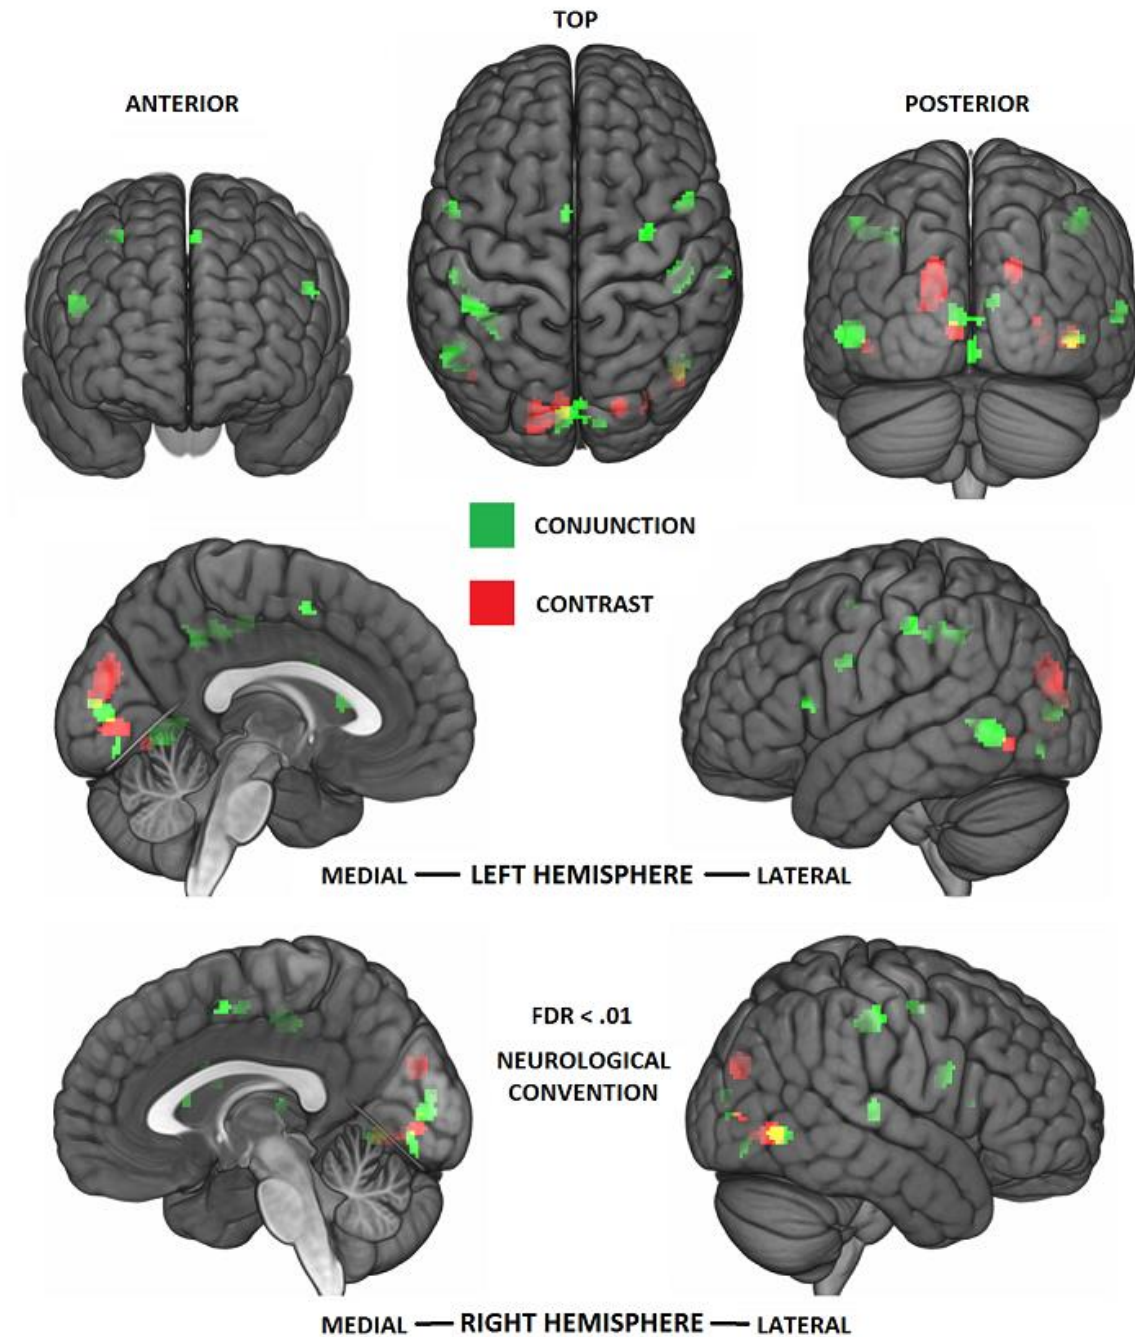 TOP
ANTERIOR
POSTERIOR
CONJUNCTION
CONTRAST
MEDIAL — LEFT HEMISPHERE — LATERAL
FDR < .01
NEUROLOGICAL
CONVENTION
MEDIAL — RIGHT HEMISPHERE — LATERAL